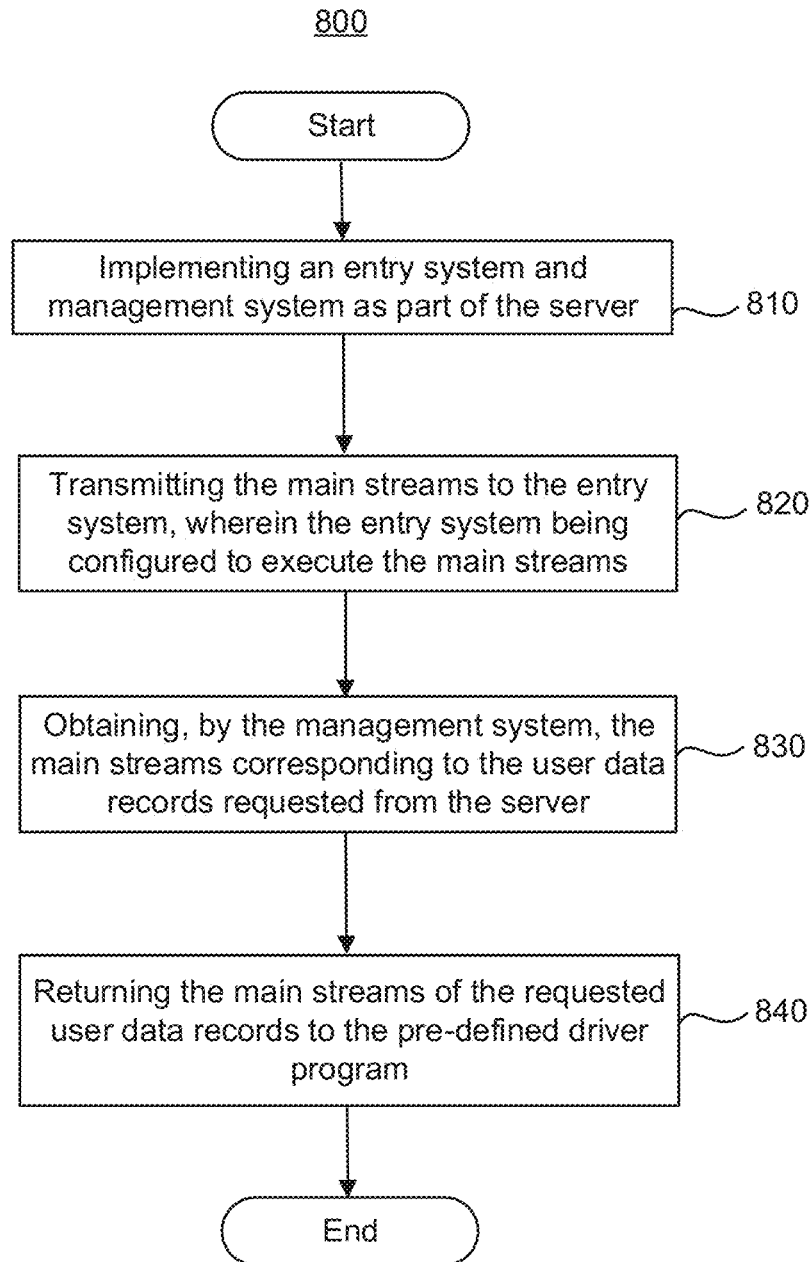 800
Start
Implementing an entry system and
management system as part of the server
810
Transmitting the main streams to the entry
system, wherein the entry system being
configured to execute the main streams
820
Obtaining, by the management system, the
main streams corresponding to the user data
records requested from the server
830
Returning the main streams of the requested
user data records to the pre-defined driver
program
840
End